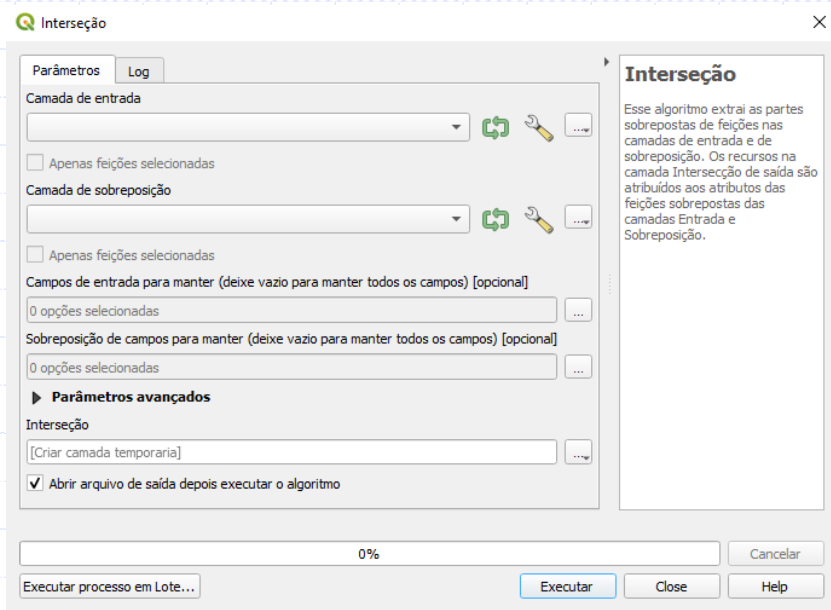 Interseção
Parâmetros
Log
Camada de entrada
...
Apenas feições selecionadas
Camada de sobreposição
...
Apenas feições selecionadas
Campos de entrada para manter (deixe vazio para manter todos os campos) [opcional]
0 opções selecionadas
...
Sobreposição de campos para manter (deixe vazio para manter todos os campos) [opcional]
0 opções selecionadas
...
Parâmetros avançados
Interseção
[Criar camada temporaria]
...
Abrir arquivo de saída depois executar o algoritmo
Interseção
Esse algoritmo extrai as partes
sobrepostas de feições nas
camadas de entrada e de
sobreposição. Os recursos na
camada Intersecção de saída são
atribuídos aos atributos das
feições sobrepostas das
camadas Entrada e
Sobreposição.
0%
Cancelar
Executar processo em Lote...
Executar
Close
Help